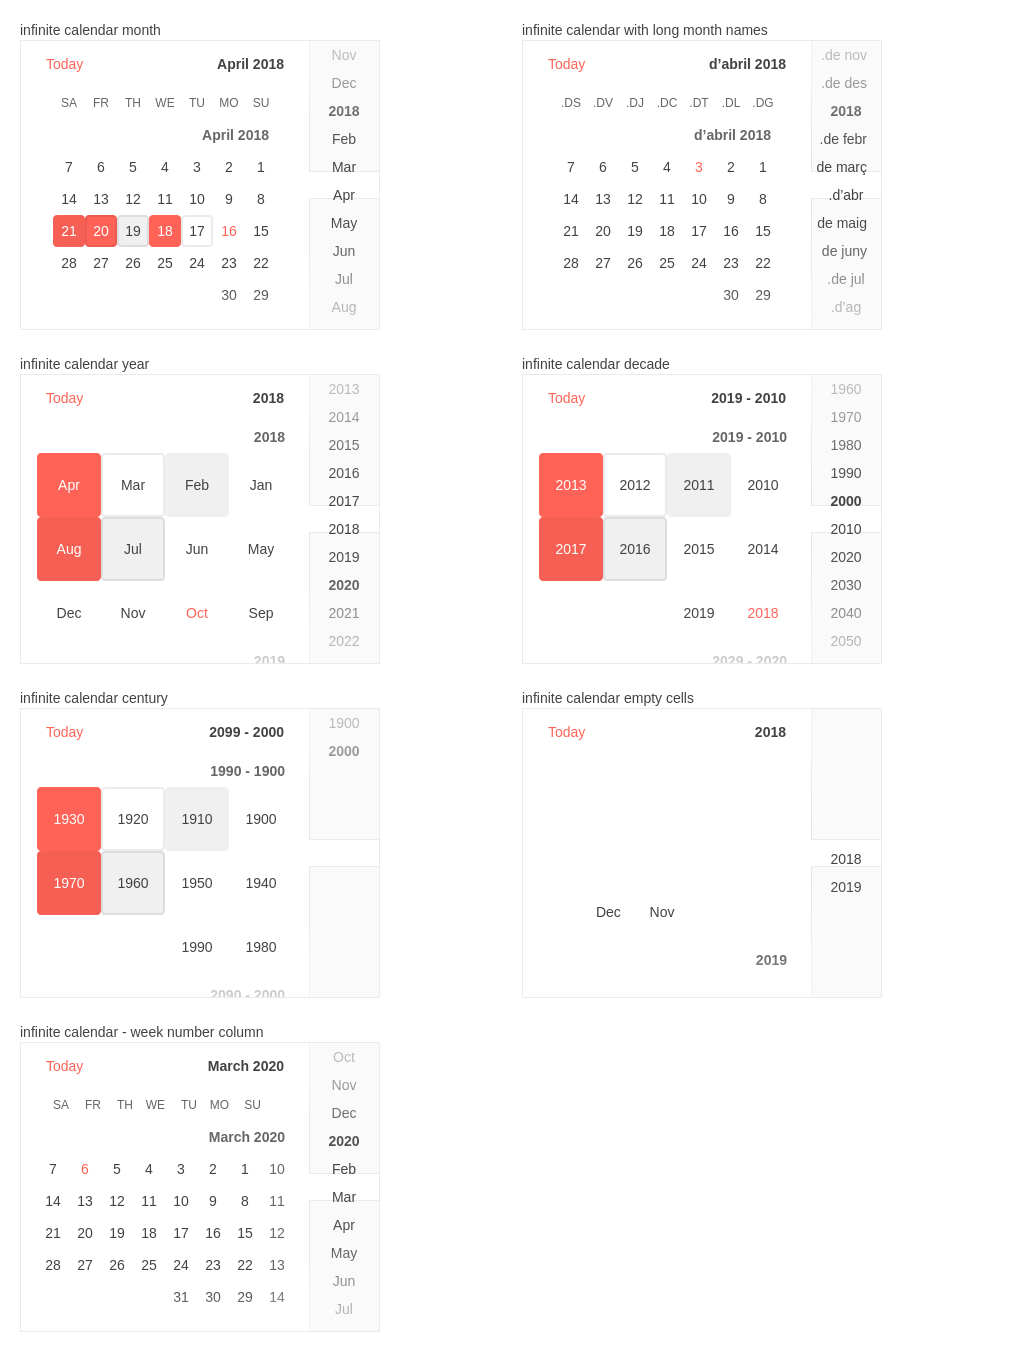 infinite calendar month
Today April 2018
SA FR TH WE TU MO SU
April 2018
7 6 5 4 3 2 1
14 13 12 11 10 9 8
21 20 19 18 17 16 15
28 27 26 25 24 23 22
30 29
Nov
Dec
2018
Feb
Mar
Apr
May
Jun
Jul
Aug
infinite calendar with long month names
Today d’abril 2018
.DS .DV .DJ .DC .DT .DL .DG
d’abril 2018
7 6 5 4 3 2 1
14 13 12 11 10 9 8
21 20 19 18 17 16 15
28 27 26 25 24 23 22
30 29
.de nov
.de des
2018
.de febr
de març
.d’abr
de maig
de juny
.de jul
.d’ag
infinite calendar year
Today 2018
2018
Apr Mar Feb Jan
Aug Jul Jun May
Dec Nov Oct Sep
2019
2013
2014
2015
2016
2017
2018
2019
2020
2021
2022
infinite calendar decade
Today 2019 - 2010
2019 - 2010
2013 2012 2011 2010
2017 2016 2015 2014
2019 2018
2029 - 2020
1960
1970
1980
1990
2000
2010
2020
2030
2040
2050
infinite calendar century
Today 2099 - 2000
1990 - 1900
1930 1920 1910 1900
1970 1960 1950 1940
1990 1980
2090 - 2000
1900
2000
infinite calendar empty cells
Today 2018
Dec Nov
2019
2018
2019
infinite calendar - week number column
Today March 2020
SA FR TH WE TU MO SU
March 2020
7 6 5 4 3 2 1 10
14 13 12 11 10 9 8 11
21 20 19 18 17 16 15 12
28 27 26 25 24 23 22 13
31 30 29 14
Oct
Nov
Dec
2020
Feb
Mar
Apr
May
Jun
Jul